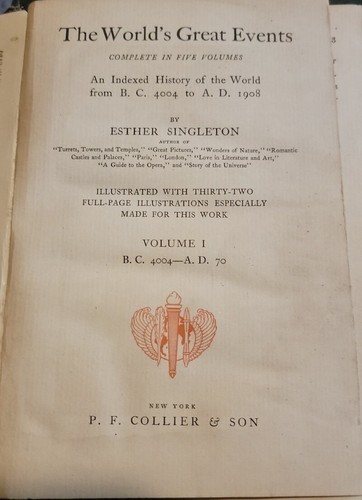 The World's Great Events
COMPLETE IN FIVE VOLUMES
An Indexed History of the World
from B. C. 4004 to A. D. 1908
BY
ESTHER SINGLETON
AUTHOR OF
"Turrets, Towers, and Temples," "Great Pictures," "Wonders of Nature," "Romantic
Castles and Palaces," "Paris," "London," "Love in Literature and Art,"
"A Guide to the Opera," and "Story of the Universe"
ILLUSTRATED WITH THIRTY-TWO
FULL-PAGE ILLUSTRATIONS ESPECIALLY
MADE FOR THIS WORK
VOLUME I
B. C. 4004—A. D. 70
NEW YORK
P. F. COLLIER & SON